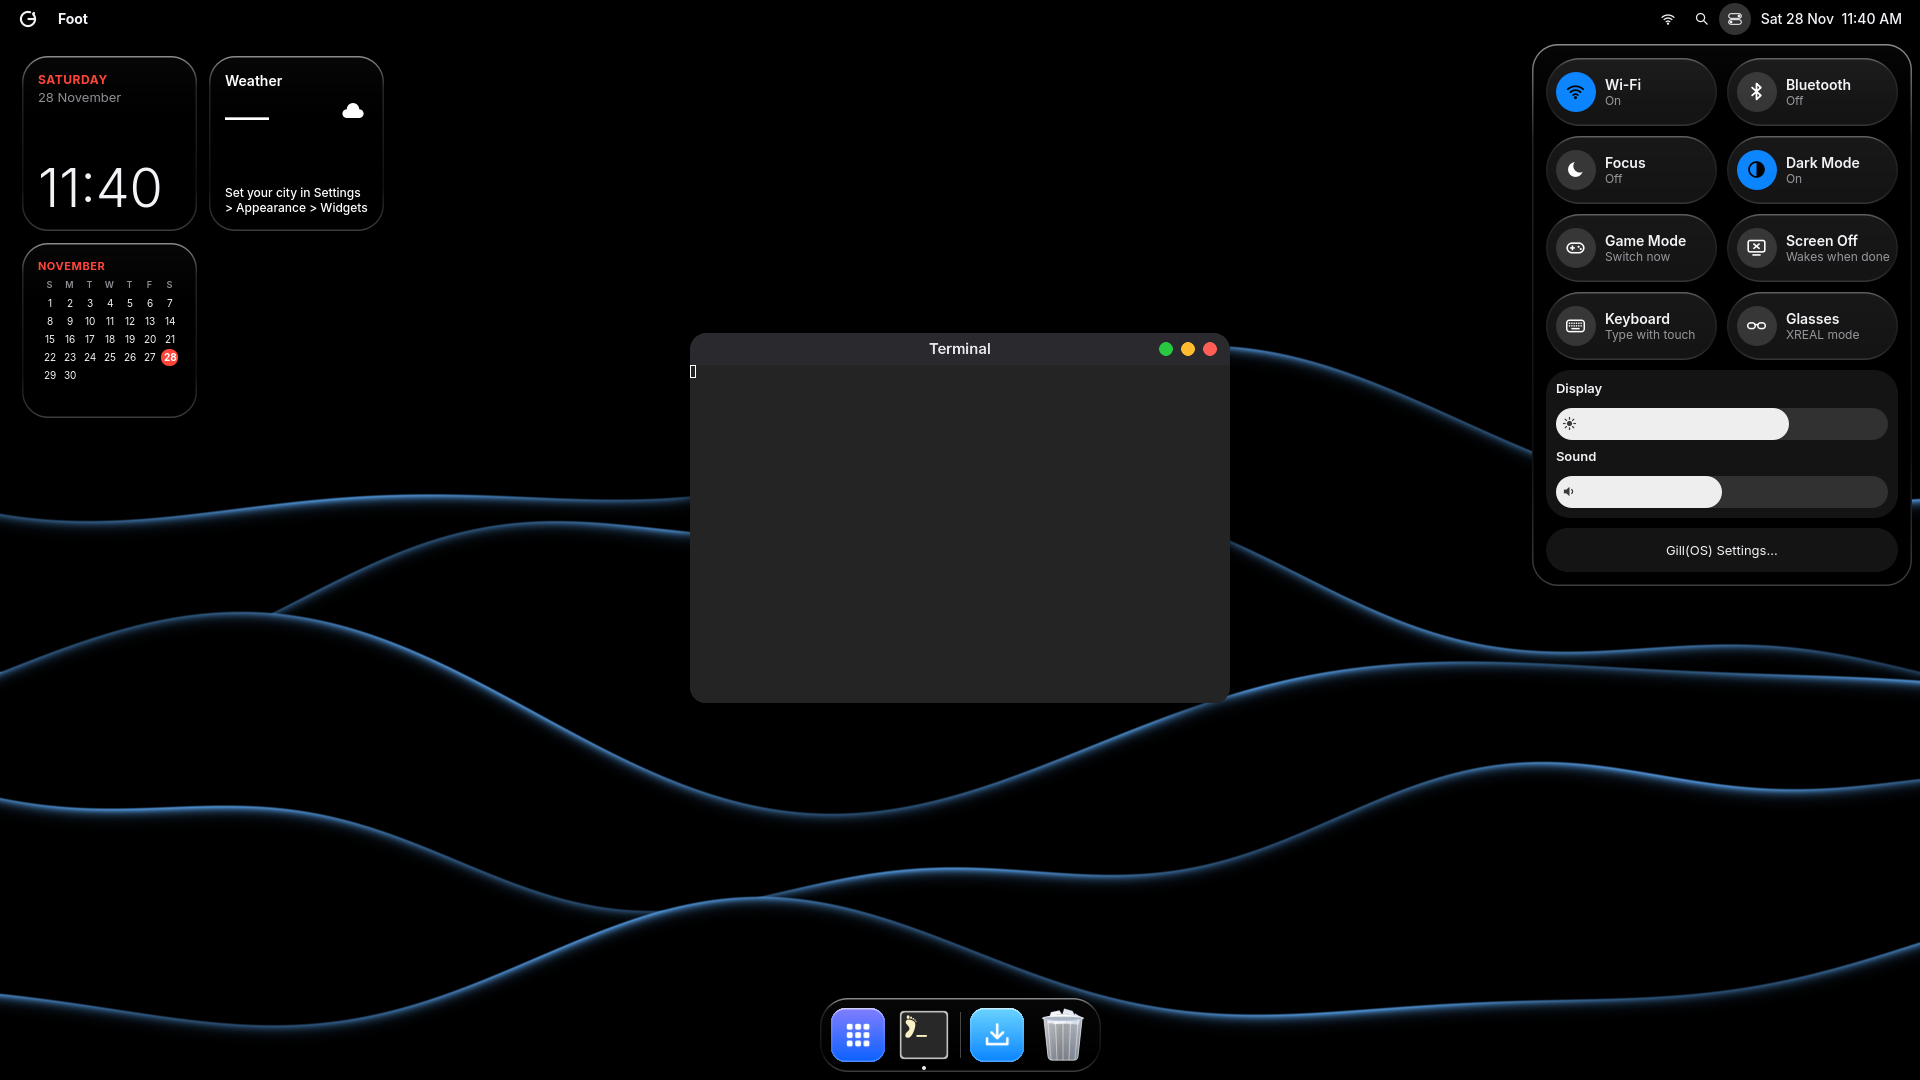 Foot
Sat 28 Nov 11:40 AM
SATURDAY
28 November
11:40
Weather
Set your city in Settings
> Appearance > Widgets
NOVEMBER
S M T W T F S
1 2 3 4 5 6 7
8 9 10 11 12 13 14
15 16 17 18 19 20 21
22 23 24 25 26 27 28
29 30
Terminal
Wi-Fi
On
Bluetooth
Off
Focus
Off
Dark Mode
On
Game Mode
Switch now
Screen Off
Wakes when done
Keyboard
Type with touch
Glasses
XREAL mode
Display
Sound
Gill(OS) Settings...